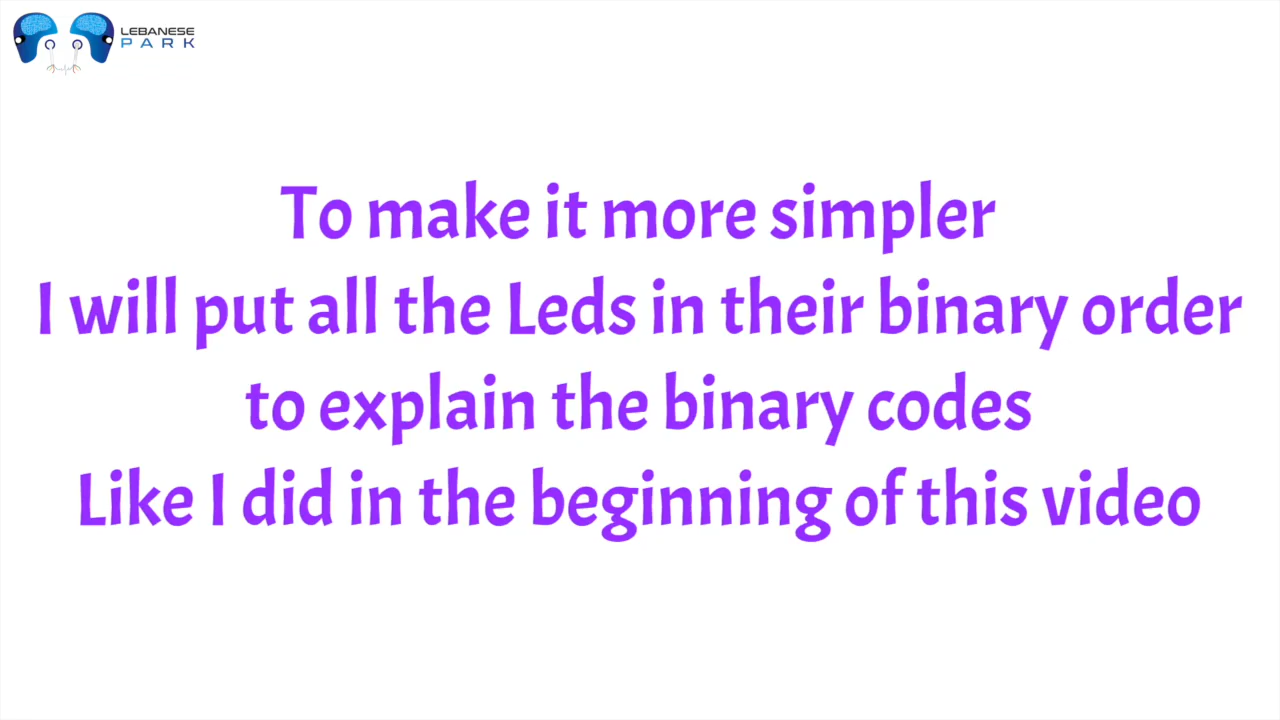 LEBANESE
PARK
To make it more simpler
I will put all the Leds in their binary order
to explain the binary codes
Like I did in the beginning of this video